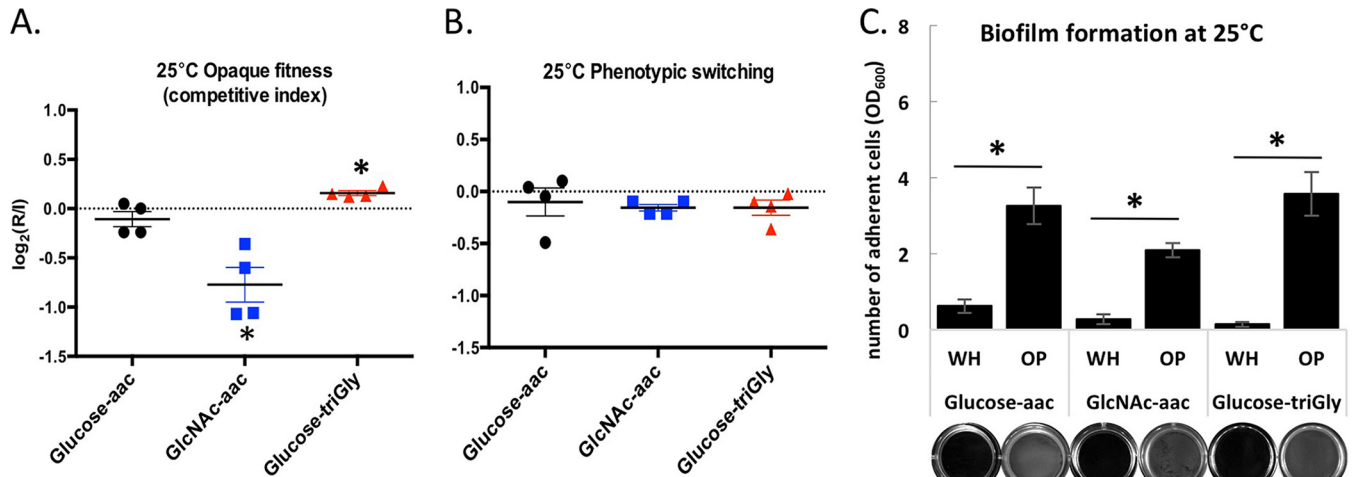 A.
25°C Opaque fitness
(competitive index)
log2(R/I)
1.0
0.5
0.0
-0.5
-1.0
-1.5
*
*
Glucose-aac
GlcNAc-aac
Glucose-triGly
B.
25°C Phenotypic switching
1.0
0.5
0.0
-0.5
-1.0
-1.5
Glucose-aac
GlcNAc-aac
Glucose-triGly
C.
Biofilm formation at 25°C
number of adherent cells (OD600)
8
6
4
2
0
*
*
*
WH OP WH OP WH OP
Glucose-aac GlcNAc-aac Glucose-triGly